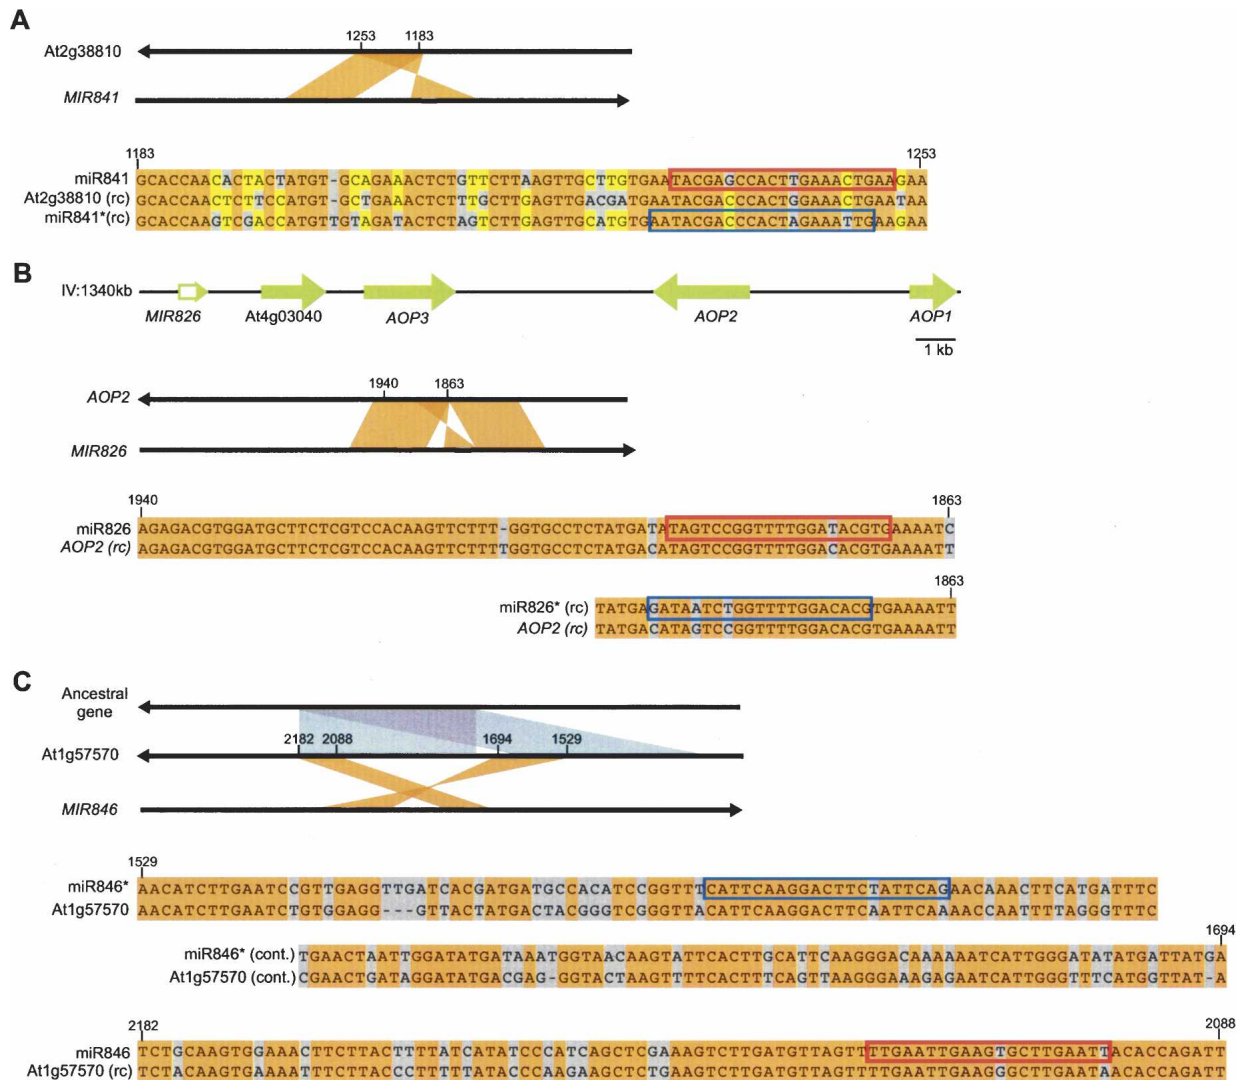 A
1253 1183
At2g38810
MIR841
1183 1253
miR841 GCACCAACACTACTATGT-GCAGAAACTCTGTTCTTAAGTTGCTTGTGAATACGAGCCACTTGAAACTGAAGAA
At2g38810 (rc) GCACCAACTCTTCCATGT-GCTGAAACTCTTTGCTTGAGTTGACGATGAATACGACCCACTGGAAACTGAATAA
miR841*(rc) GCACCAAGTCGACCATGTTGTAGATACTCTAGTCTTGAGTTGCATGTGAATACGACCCACTAGAAATTGAAGAA
B
IV:1340kb
MIR826 At4g03040 AOP3 AOP2 AOP1
1 kb
1940 1863
AOP2
MIR826
1940 1863
miR826 AGAGACGTGGATGCTTCTCGTCCACAAGTTCTTT-GGTGCCTCTATGATATAGTCCGGTTTTGGATACGTGAAAATC
AOP2 (rc) AGAGACGTGGATGCTTCTCGTCCACAAGTTCTTTTGGTGCCTCTATGACATAGTCCGGTTTTGGACACGTGAAAATT
1863
miR826* (rc) TATGAGATAATCTGGTTTTGGACACGTGAAAATT
AOP2 (rc) TATGACATAGTCCGGTTTTGGACACGTGAAAATT
C
Ancestral
gene
2182 2088 1694 1529
At1g57570
MIR846
1529
miR846* AACATCTTGAATCCGTTGAGGTTGATCACGATGATGCCACATCCGGTTTCATTCAAGGACTTCTATTCAGAACAAACTTCATGATTTC
At1g57570 AACATCTTGAATCTGTGGAGG---GTTACTATGACTACGGGTCGGGTTACATTCAAGGACTTCAATTCAAAACCAATTTTAGGGTTTC
1694
miR846* (cont.) TGAACTAATTGGATATGATAAATGGTAACAAGTATTCACTTGCATTCAAGGGACAAAAAATCATTGGGATATATGATTATGA
At1g57570 (cont.) CGAACTGATAGGATATGACGAG-GGTACTAAGTTTTCACTTTCAGTTAAGGGAAAGAGAATCATTGGGTTTCATGGTTAT-A
2182 2088
miR846 TCTGCAAGTGGAAACTTCTTACTTTTATCATATCCCATCAGCTCGAAAGTCTTGATGTTAGTTTTGAATTGAAGTGCTTGAATTACACCAGATT
At1g57570 (rc) TCTACAAGTGAAAATTTCTTACCCTTTTTATACCCAAGAAGCTCTGAAGTCTTGATGTTAGTTTTGAATTGAAGGGCTTGAATAACACCAGATT